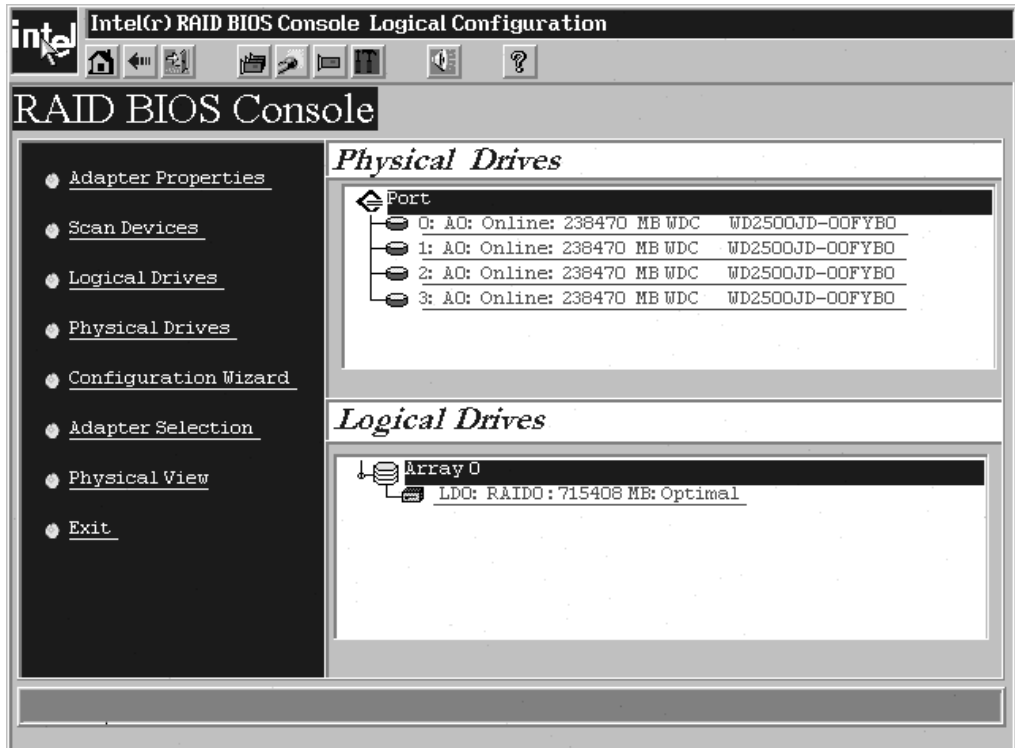 intel
Intel(r) RAID BIOS Console Logical Configuration
?
RAID BIOS Console
Adapter Properties
Scan Devices
Logical Drives
Physical Drives
Configuration Wizard
Adapter Selection
Physical View
Exit
Physical Drives
Port
0: A0: Online: 238470 MB WDC WD2500JD-00FYB0
1: A0: Online: 238470 MB WDC WD2500JD-00FYB0
2: A0: Online: 238470 MB WDC WD2500JD-00FYB0
3: A0: Online: 238470 MB WDC WD2500JD-00FYB0
Logical Drives
Array 0
LD0: RAID0: 715408 MB: Optimal